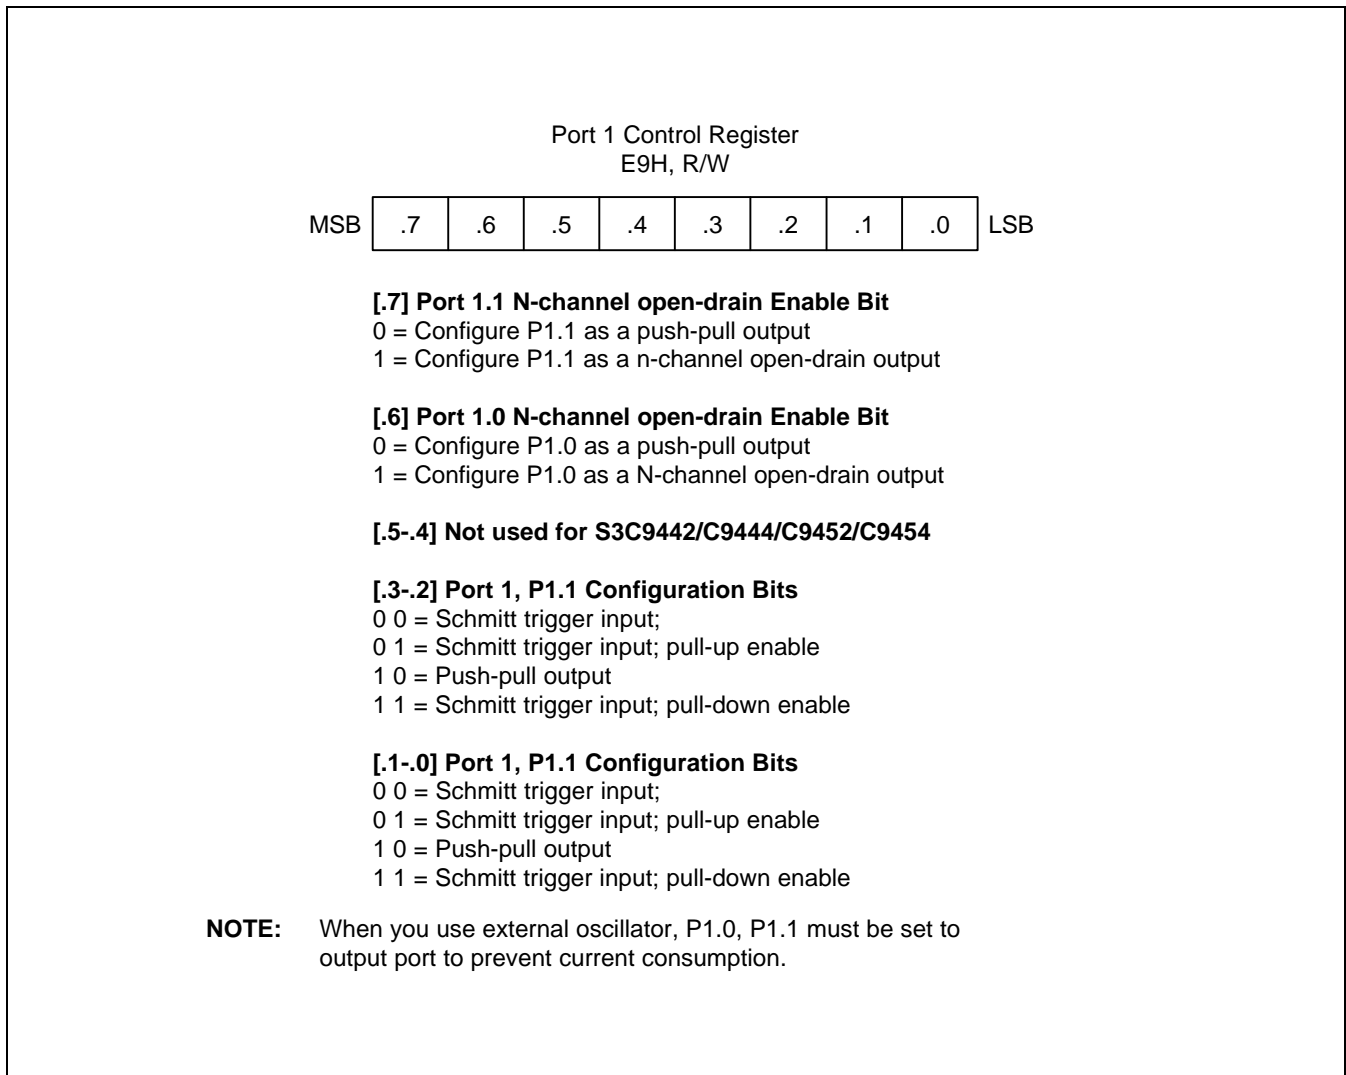 Port 1 Control Register
E9H, R/W
MSB .7 .6 .5 .4 .3 .2 .1 .0 LSB
[.7] Port 1.1 N-channel open-drain Enable Bit
0 = Configure P1.1 as a push-pull output
1 = Configure P1.1 as a n-channel open-drain output
[.6] Port 1.0 N-channel open-drain Enable Bit
0 = Configure P1.0 as a push-pull output
1 = Configure P1.0 as a N-channel open-drain output
[.5-.4] Not used for S3C9442/C9444/C9452/C9454
[.3-.2] Port 1, P1.1 Configuration Bits
0 0 = Schmitt trigger input;
0 1 = Schmitt trigger input; pull-up enable
1 0 = Push-pull output
1 1 = Schmitt trigger input; pull-down enable
[.1-.0] Port 1, P1.1 Configuration Bits
0 0 = Schmitt trigger input;
0 1 = Schmitt trigger input; pull-up enable
1 0 = Push-pull output
1 1 = Schmitt trigger input; pull-down enable
NOTE: When you use external oscillator, P1.0, P1.1 must be set to
output port to prevent current consumption.